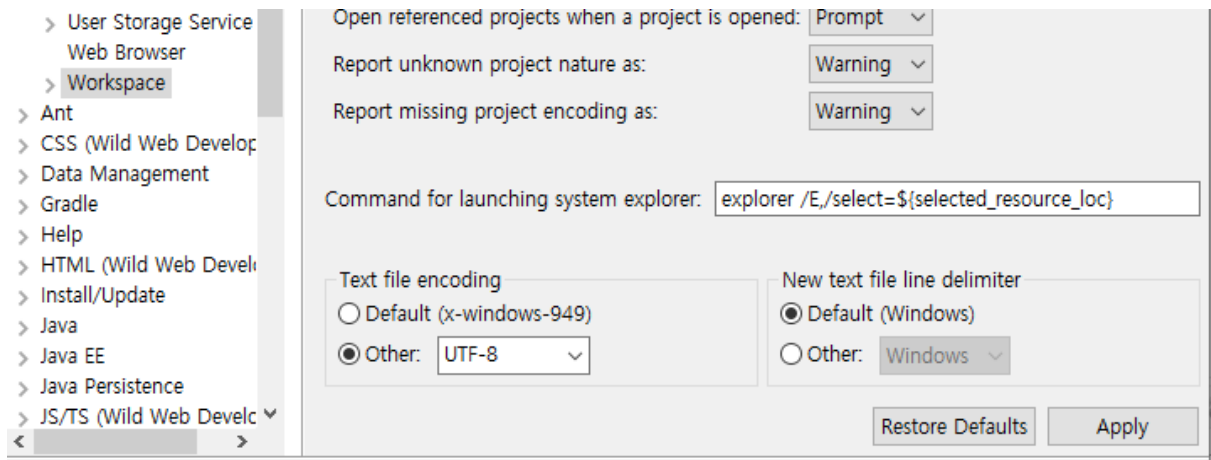 User Storage Service
Web Browser
Workspace
Ant
CSS (Wild Web Develop
Data Management
Gradle
Help
HTML (Wild Web Develo
Install/Update
Java
Java EE
Java Persistence
JS/TS (Wild Web Develc
Open referenced projects when a project is opened: Prompt
Report unknown project nature as: Warning
Report missing project encoding as: Warning
Command for launching system explorer: explorer /E,/select=${selected_resource_loc}
Text file encoding
Default (x-windows-949)
Other: UTF-8
New text file line delimiter
Default (Windows)
Other: Windows
Restore Defaults Apply